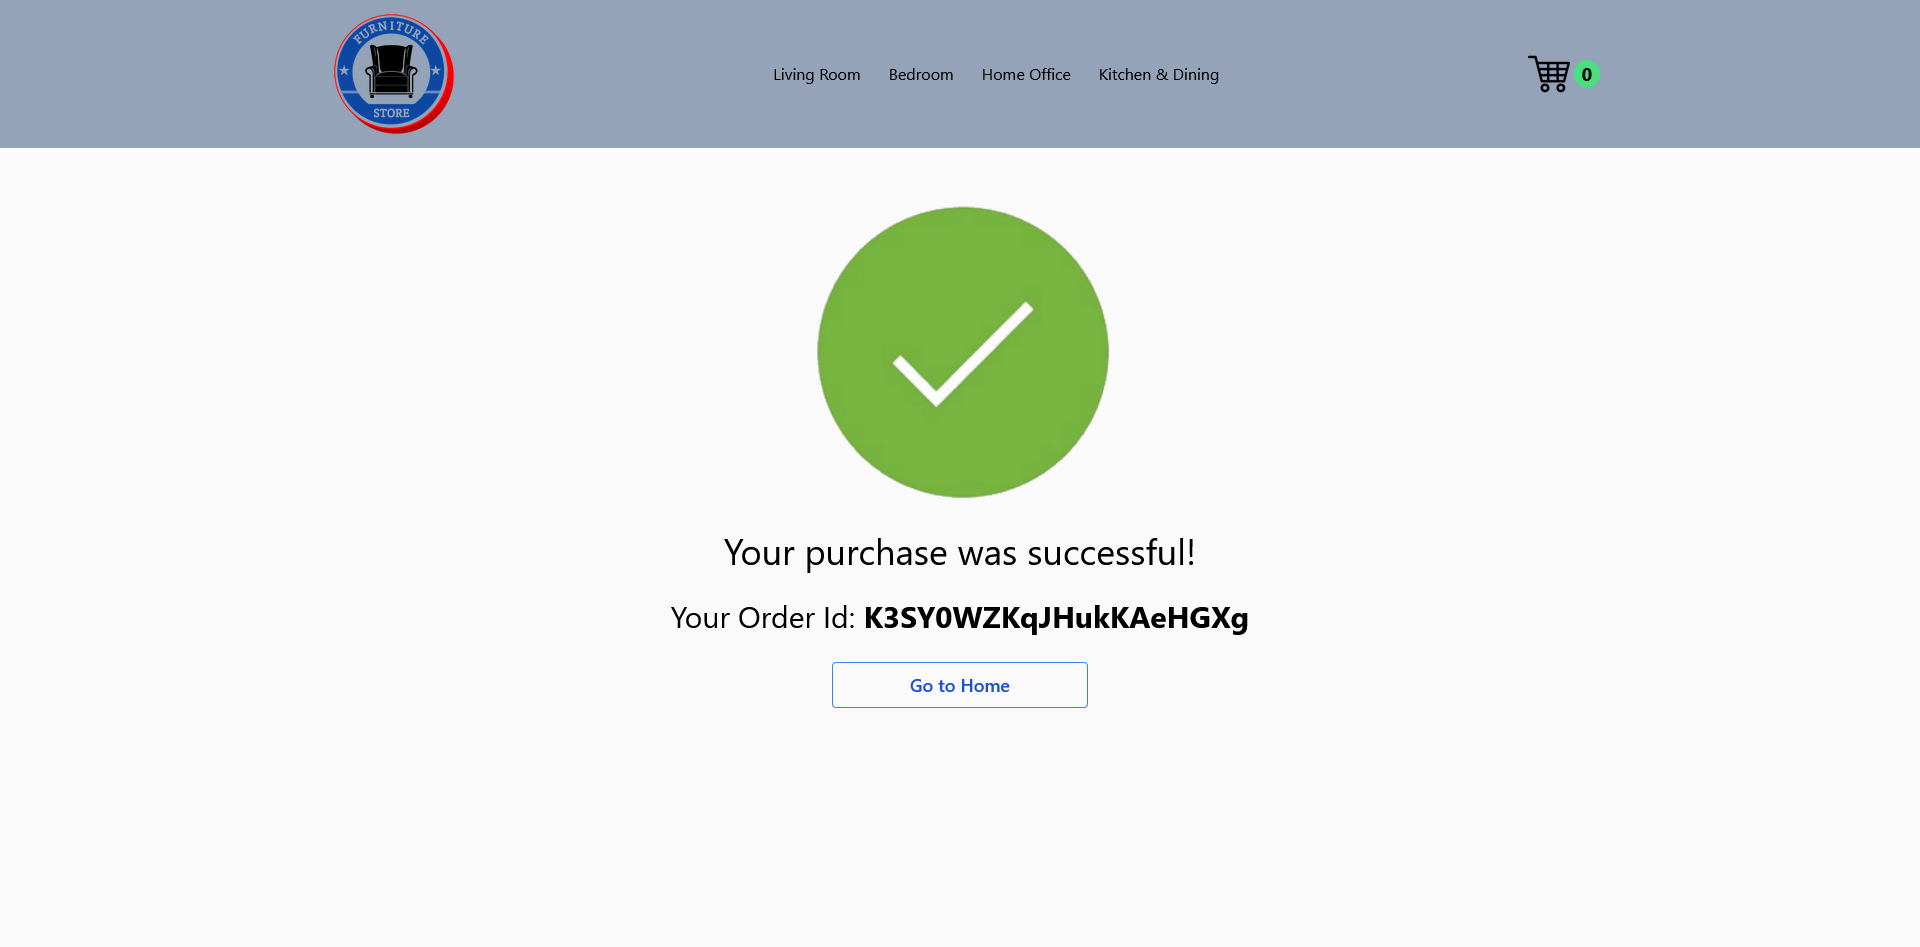 FURNITURE
STORE
Living Room Bedroom Home Office Kitchen & Dining
0
Your purchase was successful!
Your Order Id: K3SY0WZKqJHukKAeHGXg
Go to Home